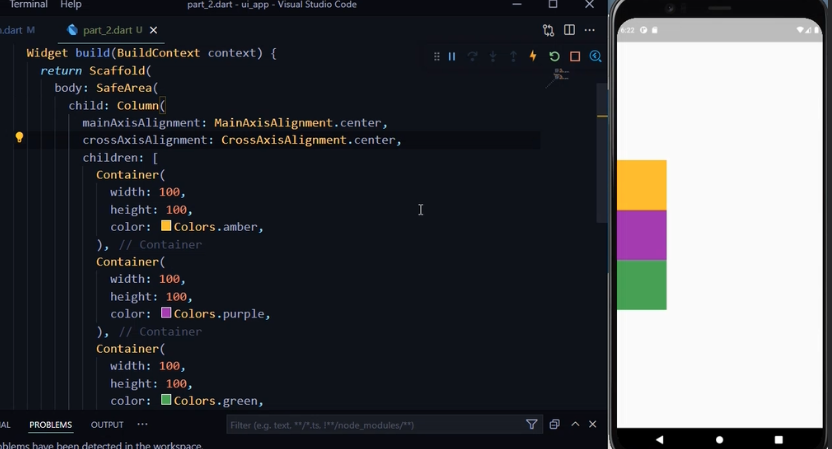 Terminal Help part_2.dart - ui_app - Visual Studio Code
.dart M part_2.dart U
Widget build(BuildContext context) {
return Scaffold(
body: SafeArea(
child: Column(
mainAxisAlignment: MainAxisAlignment.center,
crossAxisAlignment: CrossAxisAlignment.center,
children: [
Container(
width: 100,
height: 100,
color: Colors.amber,
), // Container
Container(
width: 100,
height: 100,
color: Colors.purple,
), // Container
Container(
width: 100,
height: 100,
color: Colors.green,
AL PROBLEMS OUTPUT ··· Filter (e.g. text, **/*.ts, !**/node_modules/**)
oblems have been detected in the workspace.
6:22 G